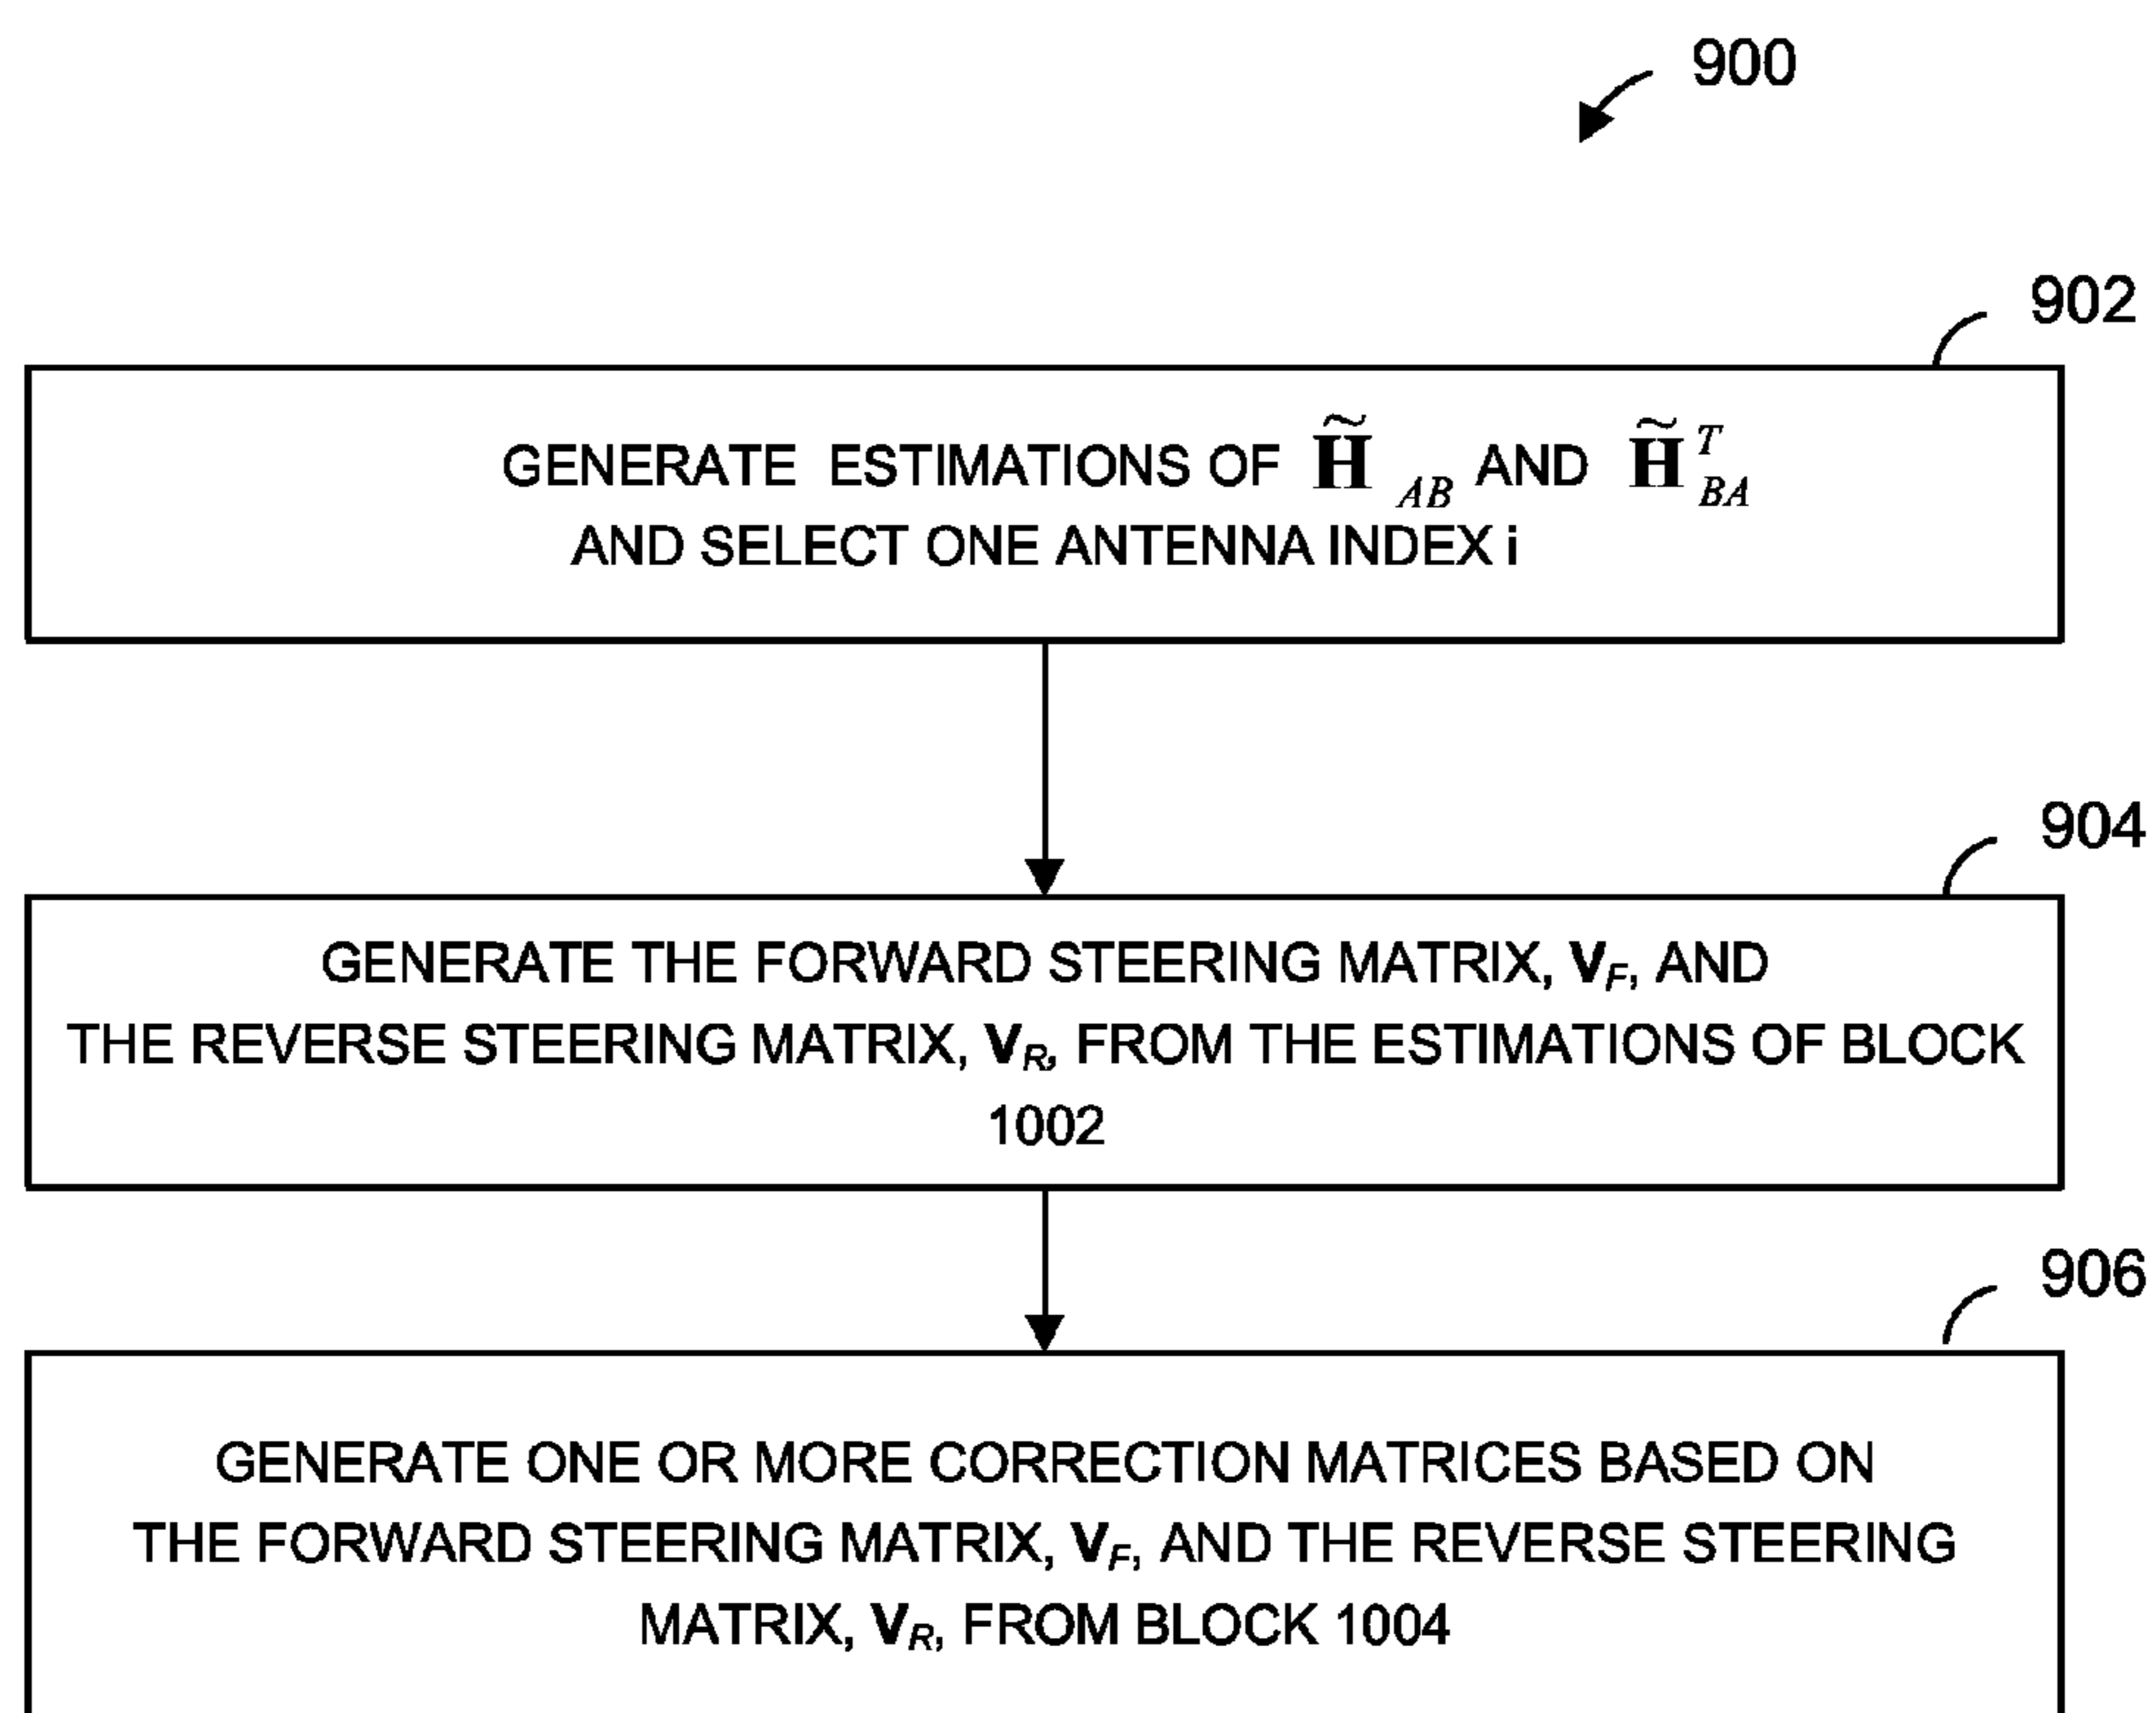 900
902
GENERATE ESTIMATIONS OF H̃ AB AND H̃ T BA
AND SELECT ONE ANTENNA INDEX i
904
GENERATE THE FORWARD STEERING MATRIX, VF, AND
THE REVERSE STEERING MATRIX, VR, FROM THE ESTIMATIONS OF BLOCK
1002
906
GENERATE ONE OR MORE CORRECTION MATRICES BASED ON
THE FORWARD STEERING MATRIX, VF, AND THE REVERSE STEERING
MATRIX, VR, FROM BLOCK 1004